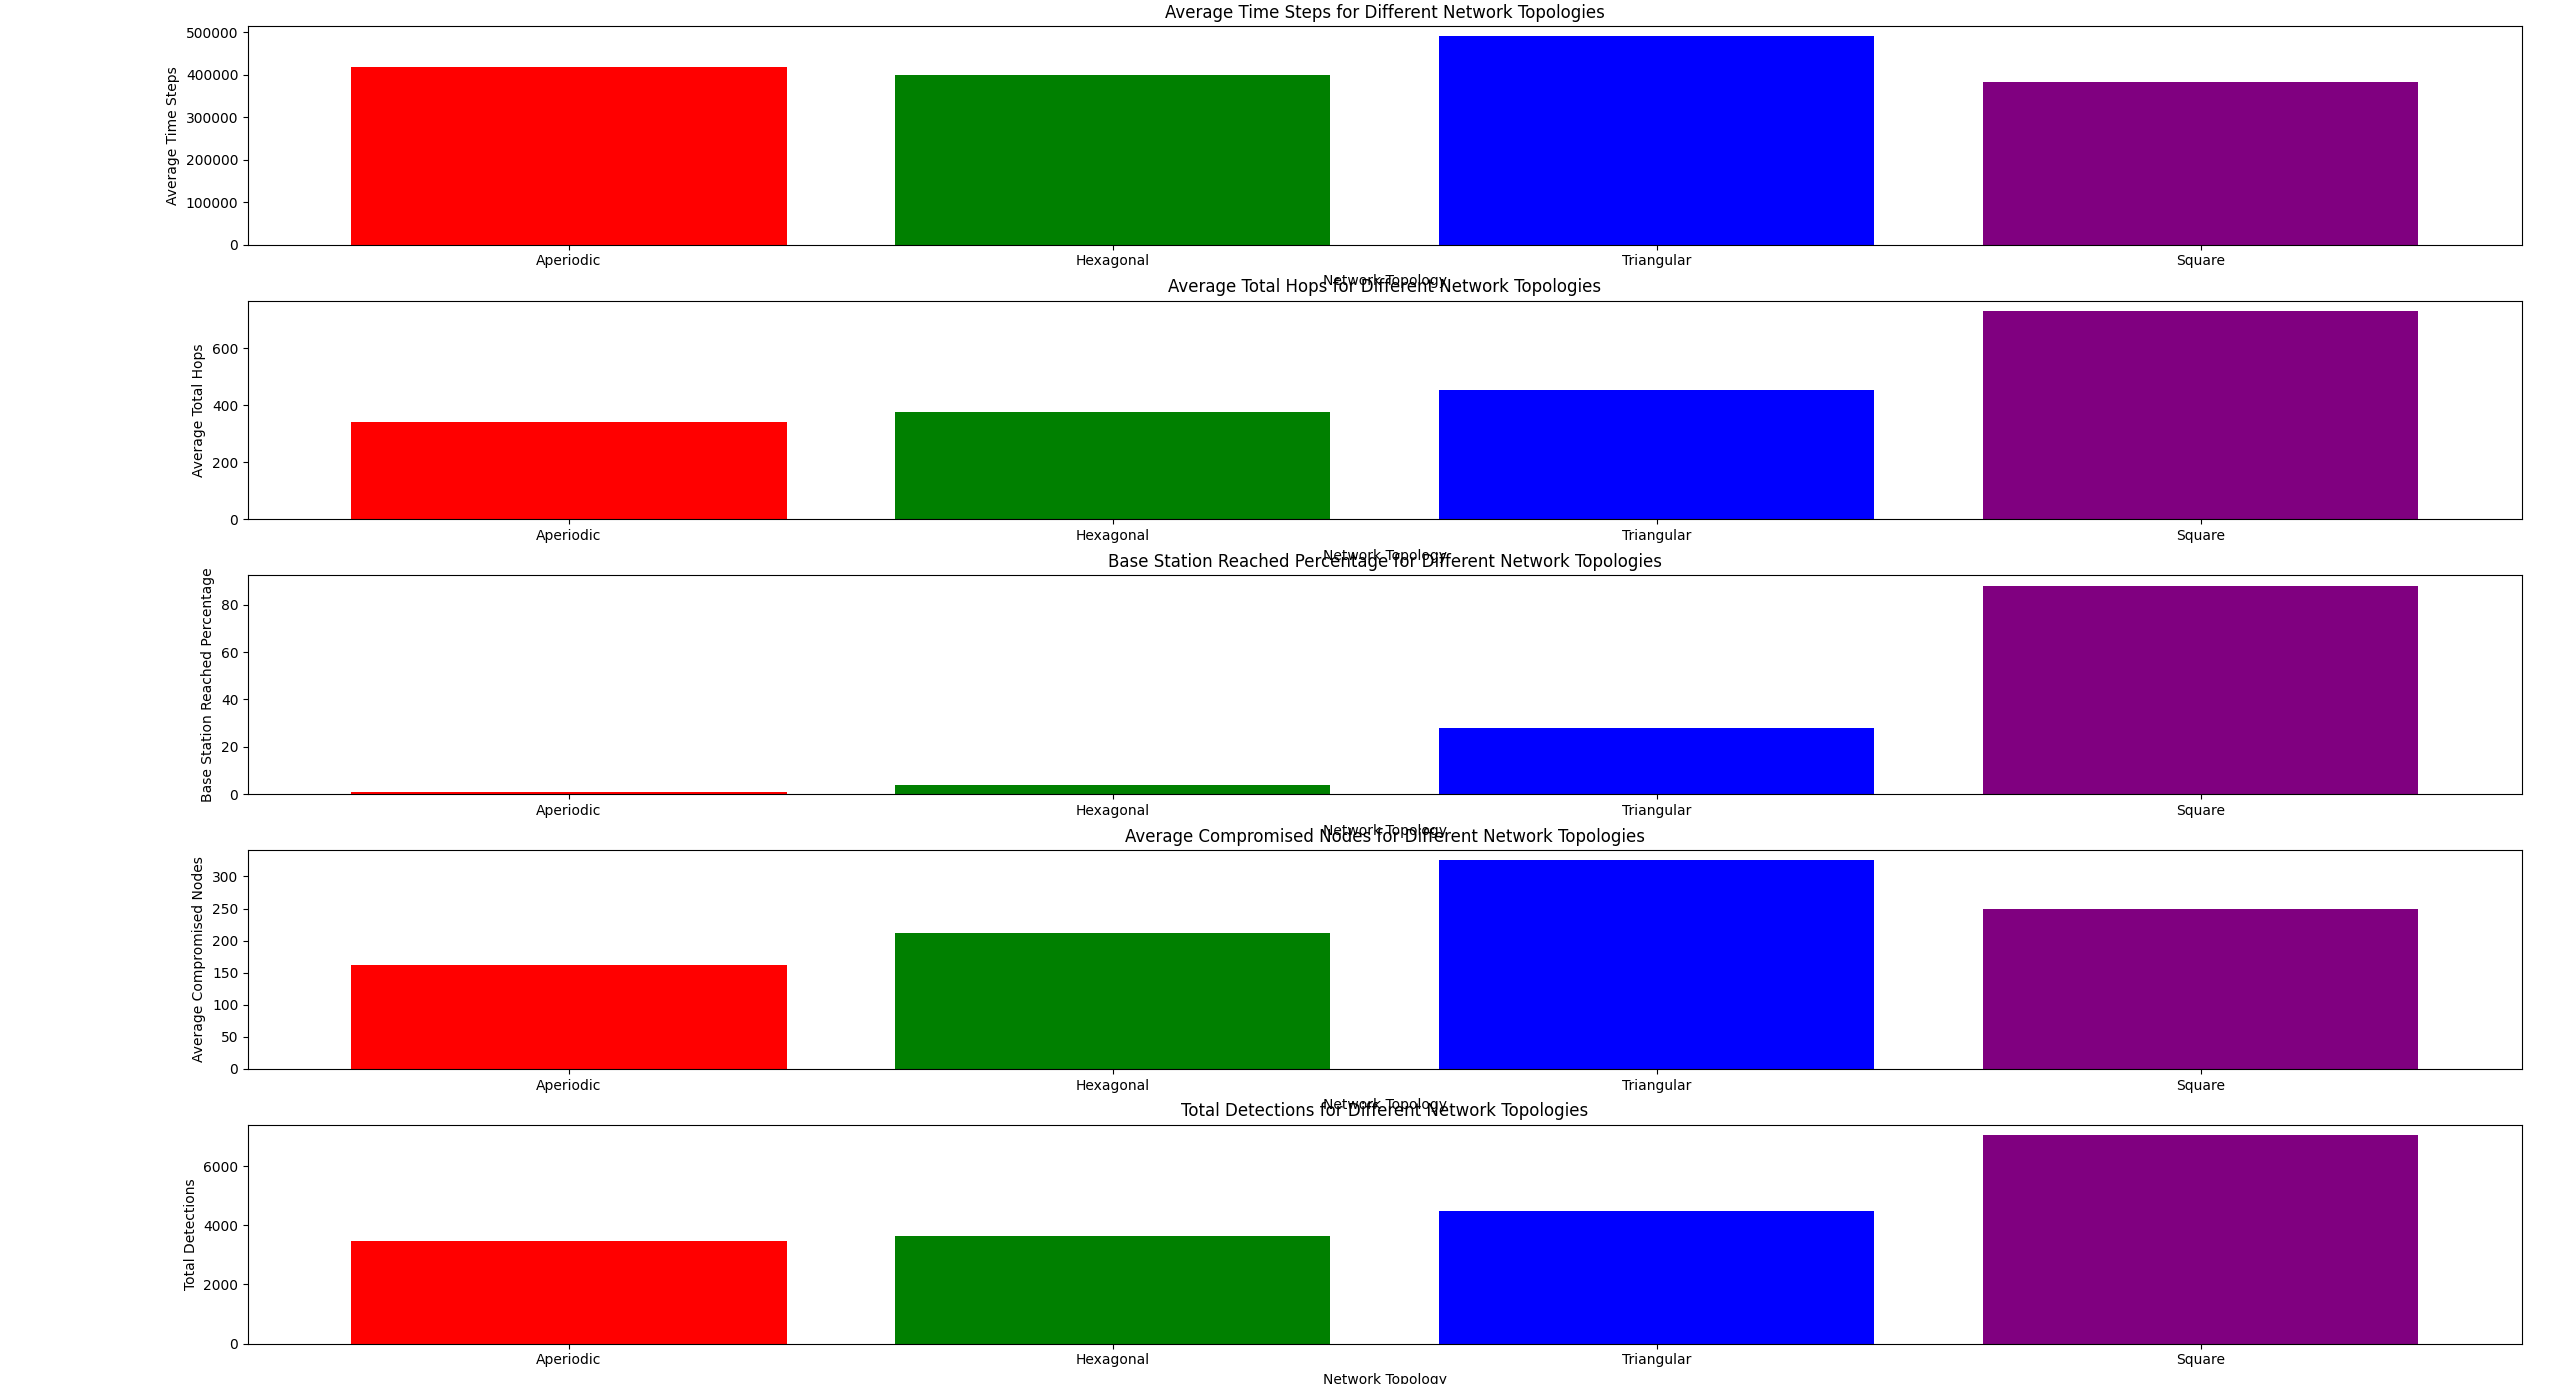 Average Time Steps for Different Network Topologies
Average Time Steps
500000
400000
300000
200000
100000
0
Aperiodic Hexagonal Triangular Square
Network Topology
Average Total Hops for Different Network Topologies
Average Total Hops
600
400
200
0
Aperiodic Hexagonal Triangular Square
Network Topology
Base Station Reached Percentage for Different Network Topologies
Base Station Reached Percentage
80
60
40
20
0
Aperiodic Hexagonal Triangular Square
Network Topology
Average Compromised Nodes for Different Network Topologies
Average Compromised Nodes
300
250
200
150
100
50
0
Aperiodic Hexagonal Triangular Square
Network Topology
Total Detections for Different Network Topologies
Total Detections
6000
4000
2000
0
Aperiodic Hexagonal Triangular Square
Network Topology